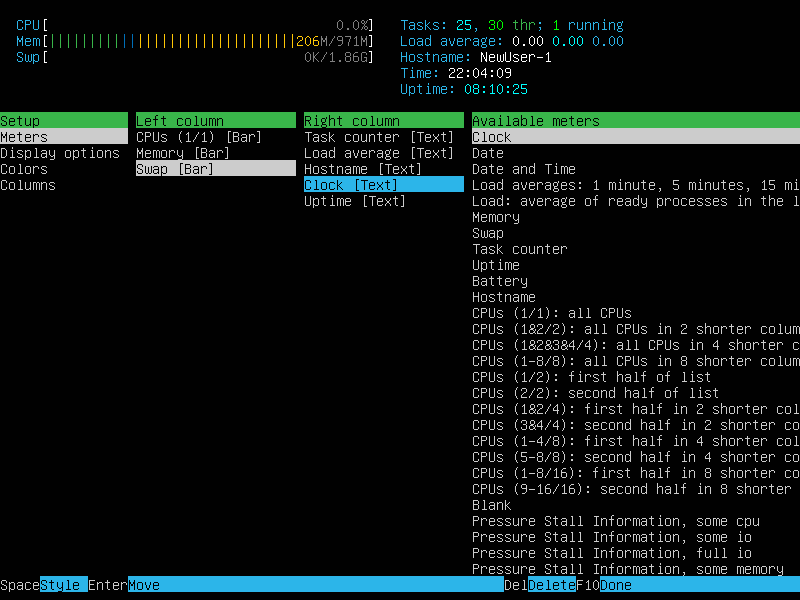 CPU[ 0.0%] Tasks: 25, 30 thr; 1 running
Mem[||||||||||||||||||||||||||||||||206M/971M] Load average: 0.00 0.00 0.00
Swp[ 0K/1.86G] Hostname: NewUser-1
Time: 22:04:09
Uptime: 08:10:25
Setup Left column Right column Available meters
Meters CPUs (1/1) [Bar] Task counter [Text] Clock
Display options Memory [Bar] Load average [Text] Date
Colors Swap [Bar] Hostname [Text] Date and Time
Columns Clock [Text] Load averages: 1 minute, 5 minutes, 15 mi
Uptime [Text] Load: average of ready processes in the l
Memory
Swap
Task counter
Uptime
Battery
Hostname
CPUs (1/1): all CPUs
CPUs (1&2/2): all CPUs in 2 shorter colum
CPUs (1&2&3&4/4): all CPUs in 4 shorter c
CPUs (1-8/8): all CPUs in 8 shorter colum
CPUs (1/2): first half of list
CPUs (2/2): second half of list
CPUs (1&2/4): first half in 2 shorter col
CPUs (3&4/4): second half in 2 shorter co
CPUs (1-4/8): first half in 4 shorter col
CPUs (5-8/8): second half in 4 shorter co
CPUs (1-8/16): first half in 8 shorter co
CPUs (9-16/16): second half in 8 shorter
Blank
Pressure Stall Information, some cpu
Pressure Stall Information, some io
Pressure Stall Information, full io
Pressure Stall Information, some memory
SpaceStyle EnterMove DelDeleteF10Done